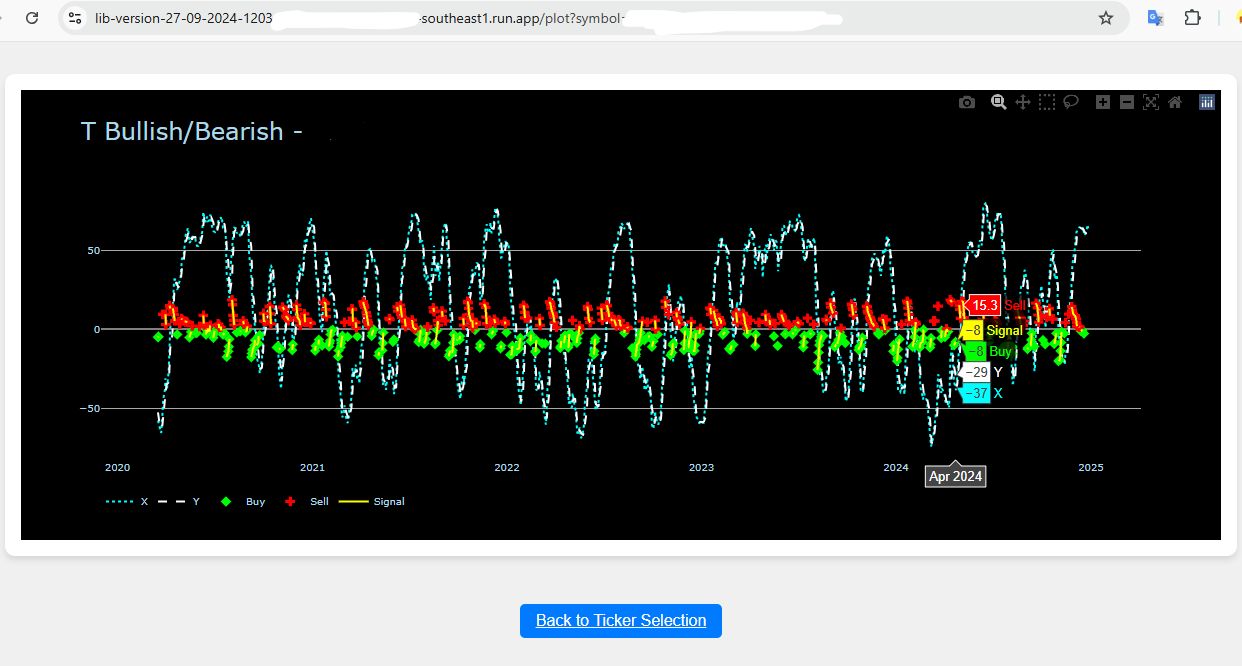 lib-version-27-09-2024-1203 -southeast1.run.app/plot?symbol=
T Bullish/Bearish -
50
0
−50
15.3 Sell
−8 Signal
−8 Buy
−29 Y
−37 X
2020 2021 2022 2023 2024 2025
Apr 2024
X Y Buy Sell Signal
Back to Ticker Selection